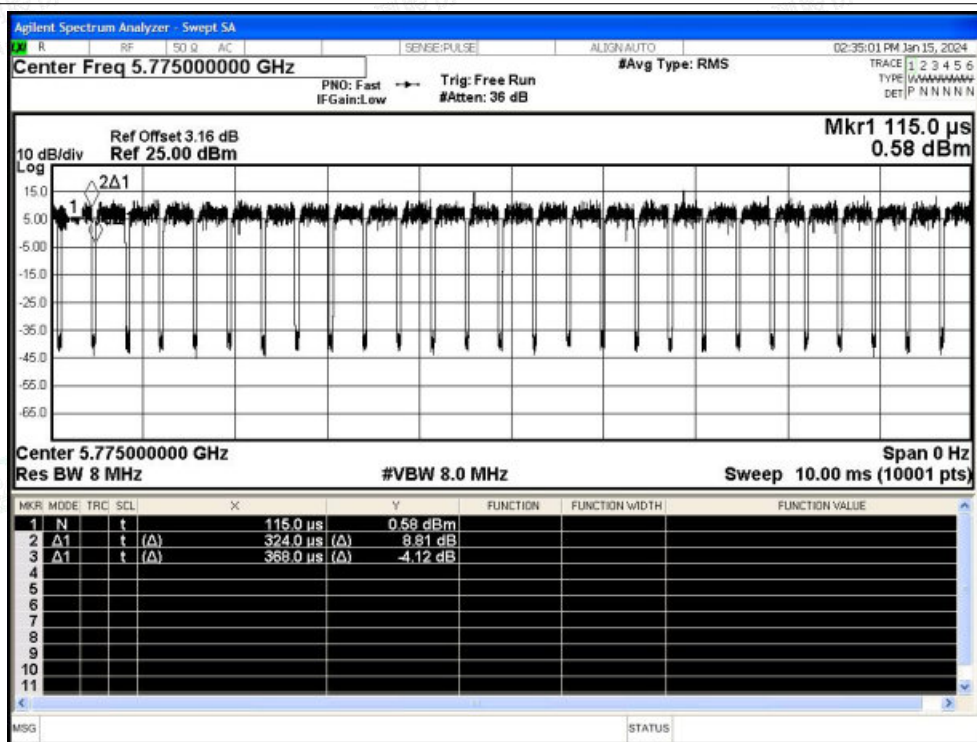 Agilent Spectrum Analyzer - Swept SA
R RF 50 Ω AC SENSE:PULSE ALIGN AUTO 02:35:01 PM Jan 15, 2024
Center Freq 5.775000000 GHz
#Avg Type: RMS
TRACE 1 2 3 4 5 6
PNO: Fast
Trig: Free Run
TYPE
IFGain:Low
#Atten: 36 dB
DET P N N N N N
Mkr1 115.0 µs
Ref Offset 3.16 dB
0.58 dBm
10 dB/div Ref 25.00 dBm
Log
2Δ1
15.0
1
5.00
-5.00
-15.0
-25.0
-35.0
-45.0
-55.0
-65.0
Center 5.775000000 GHz Span 0 Hz
Res BW 8 MHz #VBW 8.0 MHz Sweep 10.00 ms (10001 pts)
MKR MODE TRC SCL X Y FUNCTION FUNCTION WIDTH FUNCTION VALUE
1 N t 115.0 µs 0.58 dBm
2 Δ1 t (Δ) 324.0 µs (Δ) 8.81 dB
3 Δ1 t (Δ) 368.0 µs (Δ) -4.12 dB
4
5
6
7
8
9
10
11
MSG STATUS